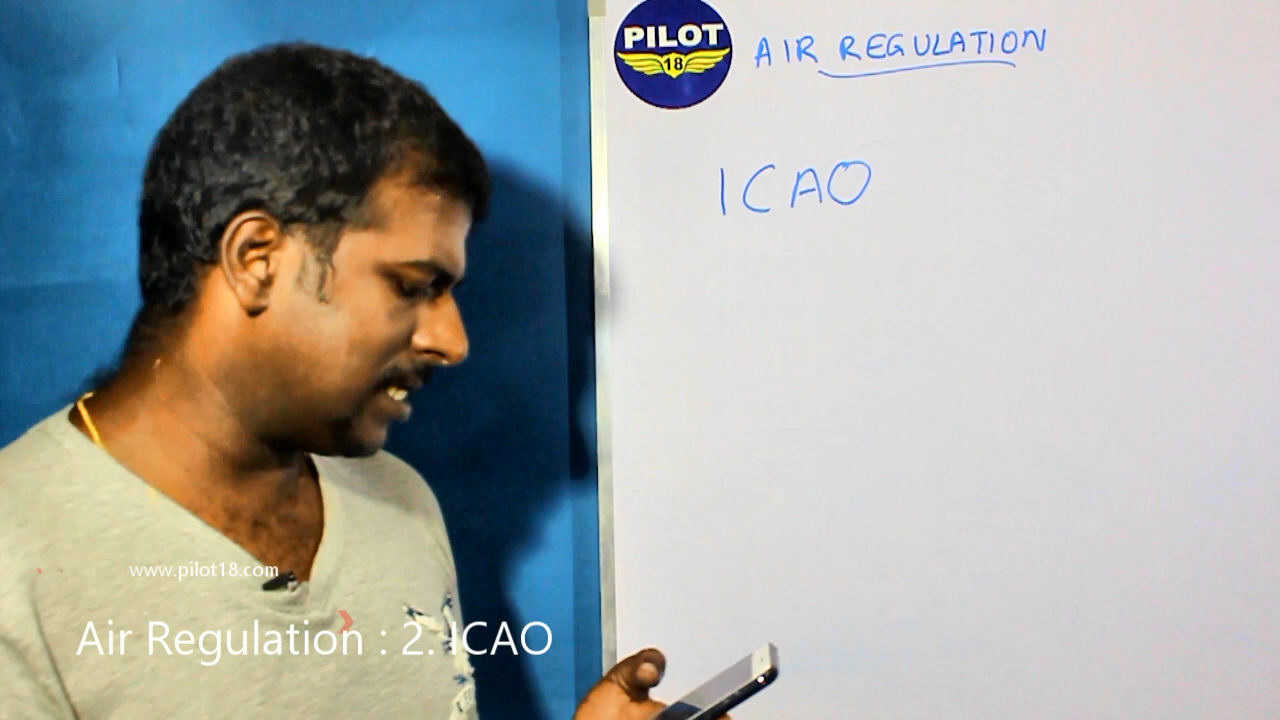 PILOT
18
AIR REGULATION
ICAO
www.pilot18.com
Air Regulation : 2. ICAO